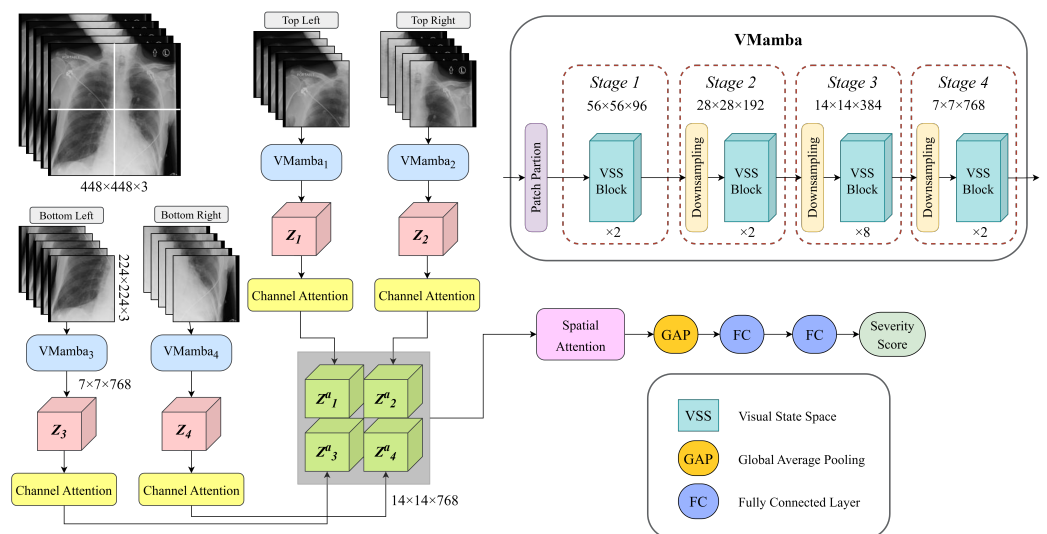 Top Left
Top Right
448×448×3
VMamba1
VMamba2
Z1
Z2
Channel Attention
Channel Attention
Bottom Left
Bottom Right
224×224×3
VMamba3
VMamba4
7×7×768
Z3
Z4
Channel Attention
Channel Attention
Za1
Za2
Za3
Za4
14×14×768
VMamba
Stage 1
Stage 2
Stage 3
Stage 4
56×56×96
28×28×192
14×14×384
7×7×768
Patch Partion
VSS
Block
×2
Downsampling
VSS
Block
×2
Downsampling
VSS
Block
×8
Downsampling
VSS
Block
×2
Spatial
Attention
GAP
FC
FC
Severity
Score
VSS
Visual State Space
GAP
Global Average Pooling
FC
Fully Connected Layer